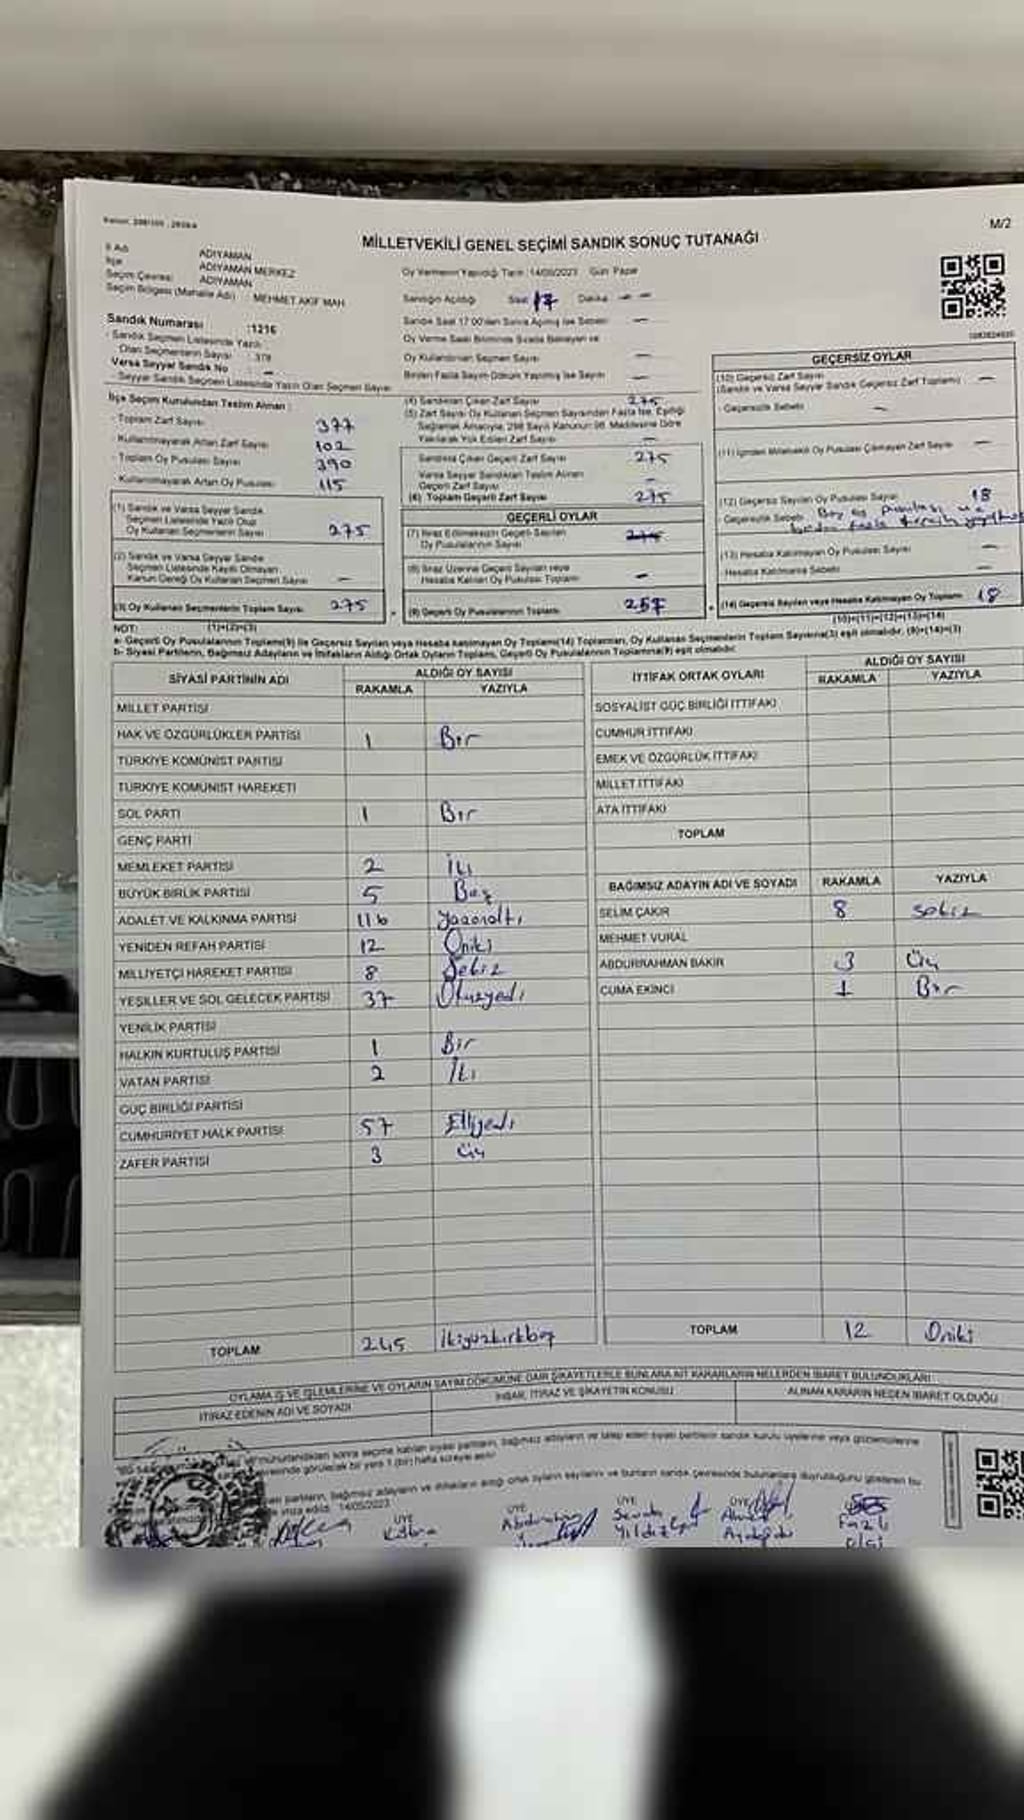 M/2
MİLLETVEKİLİ GENEL SEÇİMİ SANDIK SONUÇ TUTANAĞI
İl Adı ADIYAMAN
İlçe ADIYAMAN MERKEZ
Seçim Çevresi ADIYAMAN
Seçim Bölgesi (Mahalle Adı) MEHMET AKİF MAH
Oy Vermenin Yapıldığı Tarih :14/05/2023 Gün Pazar
Sandığın Açıldığı Saat 17 Dakika — —
Sandık Saat 17:00'den Sonra Açılmış İse Sebebi —
Oy Verme Saati Bitiminde Sırada Bekleyen ve
Oy Kullandırılan Seçmen Sayısı —
Birden Fazla Sayım Döküm Yapılmış İse Sayısı —
Sandık Numarası :1216
- Sandık Seçmen Listesinde Yazılı
Olan Seçmenlerin Sayısı : 378
Varsa Seyyar Sandık No —
Seyyar Sandık Seçmen Listesinde Yazılı Olan Seçmen Sayısı
İlçe Seçim Kurulundan Teslim Alınan :
- Toplam Zarf Sayısı 377
- Kullanılmayarak Artan Zarf Sayısı 102
- Toplam Oy Pusulası Sayısı 390
- Kullanılmayarak Artan Oy Pusulası 115
(1) Sandık ve Varsa Seyyar Sandık
Seçmen Listesinde Yazılı Olup
Oy Kullanan Seçmenlerin Sayısı 275
(2) Sandık ve Varsa Seyyar Sandık
Seçmen Listesinde Kayıtlı Olmayan
Kanun Gereği Oy Kullanan Seçmen Sayısı —
(3) Oy Kullanan Seçmenlerin Toplam Sayısı 275
(1)+(2)=(3)
(4) Sandıktan Çıkan Zarf Sayısı 275
(5) Zarf Sayısı Oy Kullanan Seçmen Sayısından Fazla İse, Eşitliği
Sağlamak Amacıyla, 298 Sayılı Kanunun 98. Maddesine Göre
Yakılarak Yok Edilen Zarf Sayısı —
Sandıkta Çıkan Geçerli Zarf Sayısı 275
Varsa Seyyar Sandıktan Teslim Alınan
Geçerli Zarf Sayısı —
(6) Toplam Geçerli Zarf Sayısı 275
GEÇERLİ OYLAR
(7) İtiraz Edilmeksizin Geçerli Sayılan
Oy Pusulalarının Sayısı
(8) İtiraz Üzerine Geçerli Sayılan veya
Hesaba Katılan Oy Pusulası Toplamı —
(9) Geçerli Oy Pusulalarının Toplamı 257
GEÇERSİZ OYLAR
(10) Geçersiz Zarf Sayısı —
(Sandık ve Varsa Seyyar Sandık Geçersiz Zarf Toplamı)
- Geçersizlik Sebebi —
(11) İçinden Milletvekili Oy Pusulası Çıkmayan Zarf Sayısı —
(12) Geçersiz Sayılan Oy Pusulası Sayısı 18
- Geçersizlik Sebebi Boş oy pusulası ve
birden fazla tercih
(13) Hesaba Katılmayan Oy Pusulası Sayısı —
- Hesaba Katılmama Sebebi —
(14) Geçersiz Sayılan veya Hesaba Katılmayan Oy Toplamı 18
(10)+(11)+(12)+(13)=(14)
NOT:
a- Geçerli Oy Pusulalarının Toplamı(9) ile Geçersiz Sayılan veya Hesaba katılmayan Oy Toplamı(14) Toplamları, Oy Kullanan Seçmenlerin Toplam Sayısına(3) eşit olmalıdır. (9)+(14)=(3)
b- Siyasi Partilerin, Bağımsız Adayların ve İttifakların Aldığı Ortak Oyların Toplamı, Geçerli Oy Pusulalarının Toplamına(9) eşit olmalıdır.
SİYASİ PARTİNİN ADI ALDIĞI OY SAYISI
RAKAMLA YAZIYLA
MİLLET PARTİSİ
HAK VE ÖZGÜRLÜKLER PARTİSİ 1 Bir
TÜRKİYE KOMÜNİST PARTİSİ
TÜRKİYE KOMÜNİST HAREKETİ
SOL PARTİ 1 Bir
GENÇ PARTİ
MEMLEKET PARTİSİ 2 İki
BÜYÜK BİRLİK PARTİSİ 5 Beş
ADALET VE KALKINMA PARTİSİ 116 Yüzonaltı
YENİDEN REFAH PARTİSİ 12 Oniki
MİLLİYETÇİ HAREKET PARTİSİ 8 Sekiz
YEŞİLLER VE SOL GELECEK PARTİSİ 37 Otuzyedi
YENİLİK PARTİSİ
HALKIN KURTULUŞ PARTİSİ 1 Bir
VATAN PARTİSİ 2 İki
GÜÇ BİRLİĞİ PARTİSİ
CUMHURİYET HALK PARTİSİ 57 Elliyedi
ZAFER PARTİSİ 3 Üç
TOPLAM 245 İkiyüzkırkbeş
İTTİFAK ORTAK OYLARI ALDIĞI OY SAYISI
RAKAMLA YAZIYLA
SOSYALİST GÜÇ BİRLİĞİ İTTİFAKI
CUMHUR İTTİFAKI
EMEK VE ÖZGÜRLÜK İTTİFAKI
MİLLET İTTİFAKI
ATA İTTİFAKI
TOPLAM
BAĞIMSIZ ADAYIN ADI VE SOYADI RAKAMLA YAZIYLA
SELİM ÇAKIR 8 sekiz
MEHMET VURAL
ABDURRAHMAN BAKIR 3 Üç
CUMA EKİNCİ 1 Bir
TOPLAM 12 Oniki
OYLAMA İŞ VE İŞLEMLERİNE VE OYLARIN SAYIM DÖKÜMÜNE DAİR ŞİKAYETLERLE BUNLARA AİT KARARLARIN NELERDEN İBARET BULUNDUKLARI
İTİRAZ EDENİN ADI VE SOYADI İHBAR, İTİRAZ VE ŞİKAYETİN KONUSU ALINAN KARARIN NEDEN İBARET OLDUĞU
14/05/2023
ÜYE ÜYE ÜYE
Kübra
Yıldız
Fazlı